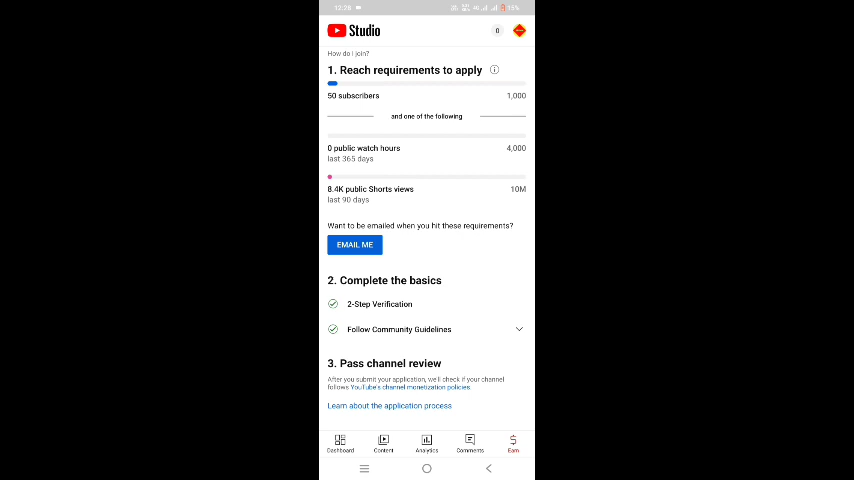 12:26 4G 15%
Studio 0
How do I join?
1. Reach requirements to apply
50 subscribers 1,000
and one of the following
0 public watch hours 4,000
last 365 days
8.4K public Shorts views 10M
last 90 days
Want to be emailed when you hit these requirements?
EMAIL ME
2. Complete the basics
2-Step Verification
Follow Community Guidelines
3. Pass channel review
After you submit your application, we'll check if your channel
follows YouTube's channel monetization policies.
Learn about the application process
Dashboard Content Analytics Comments Earn